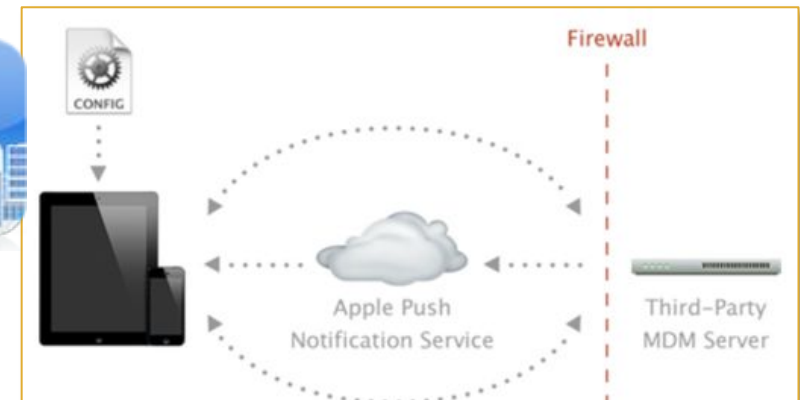 Firewall
CONFIG
Apple Push
Notification Service
Third-Party
MDM Server